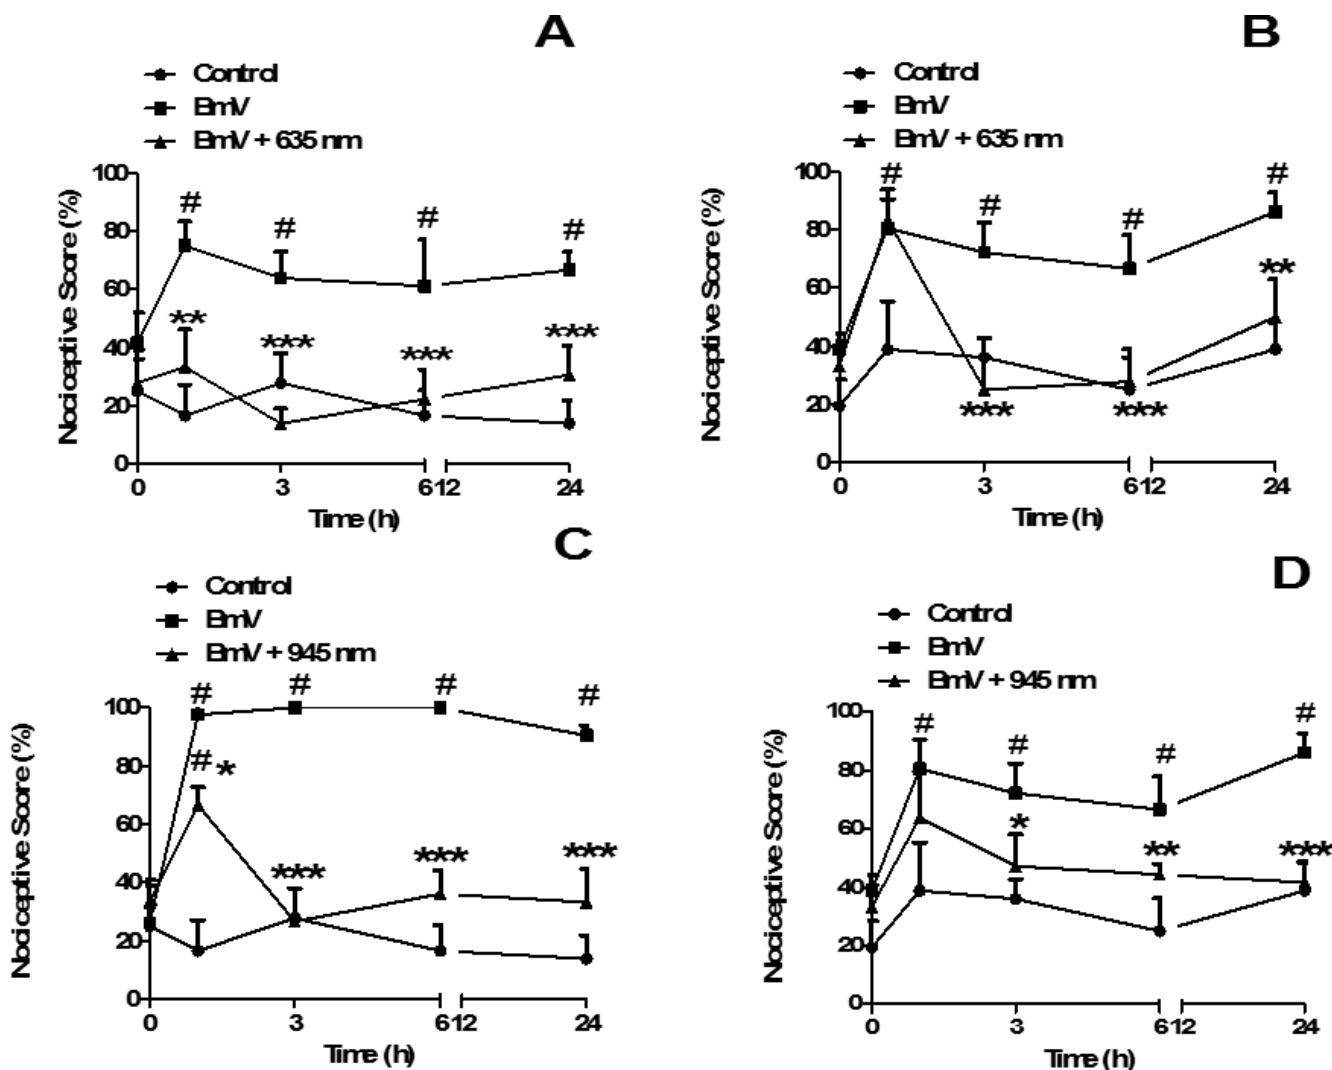 A
Control
BmV
BmV + 635 nm
# # # #
** *** *** ***
Nociceptive Score (%)
100
80
60
40
20
0
0 3 6 12 24
Time (h)
B
Control
BmV
BmV + 635 nm
# # # #
**
*** ***
Nociceptive Score (%)
100
80
60
40
20
0
0 3 6 12 24
Time (h)
C
Control
BmV
BmV + 945 nm
# # # #
# *
*** *** ***
Nociceptive Score (%)
100
80
60
40
20
0
0 3 6 12 24
Time (h)
D
Control
BmV
BmV + 945 nm
# # # #
* ** ***
Nociceptive Score (%)
100
80
60
40
20
0
0 3 6 12 24
Time (h)